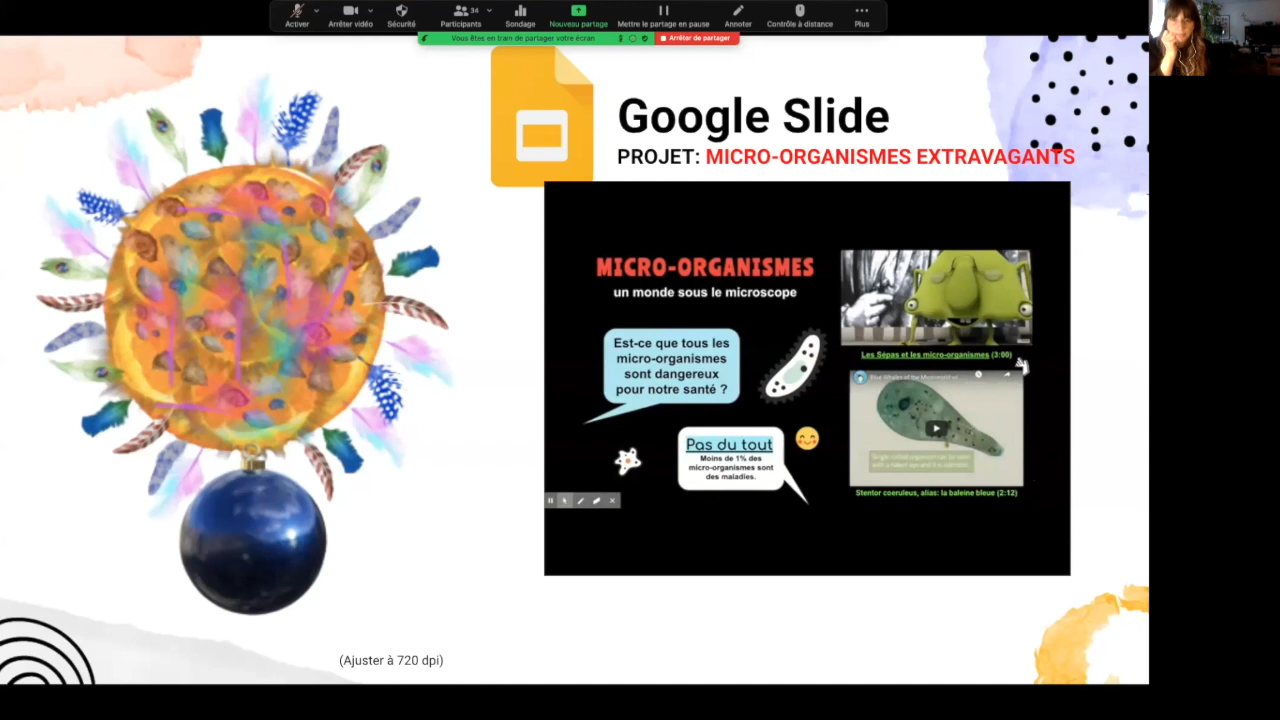 Activer
Arrêter vidéo
Sécurité
34
Participants
Sondage
Nouveau partage
Mettre le partage en pause
Annoter
Contrôle à distance
Plus
Vous êtes en train de partager votre écran
Arrêter de partager
Google Slide
PROJET: MICRO-ORGANISMES EXTRAVAGANTS
MICRO-ORGANISMES
un monde sous le microscope
Est-ce que tous les
micro-organismes
sont dangereux
pour notre santé ?
Pas du tout
Moins de 1% des
micro-organismes sont
des maladies.
Les Sépas et les micro-organismes (3:00)
Stentor coeruleus, alias: la baleine bleue (2:12)
(Ajuster à 720 dpi)